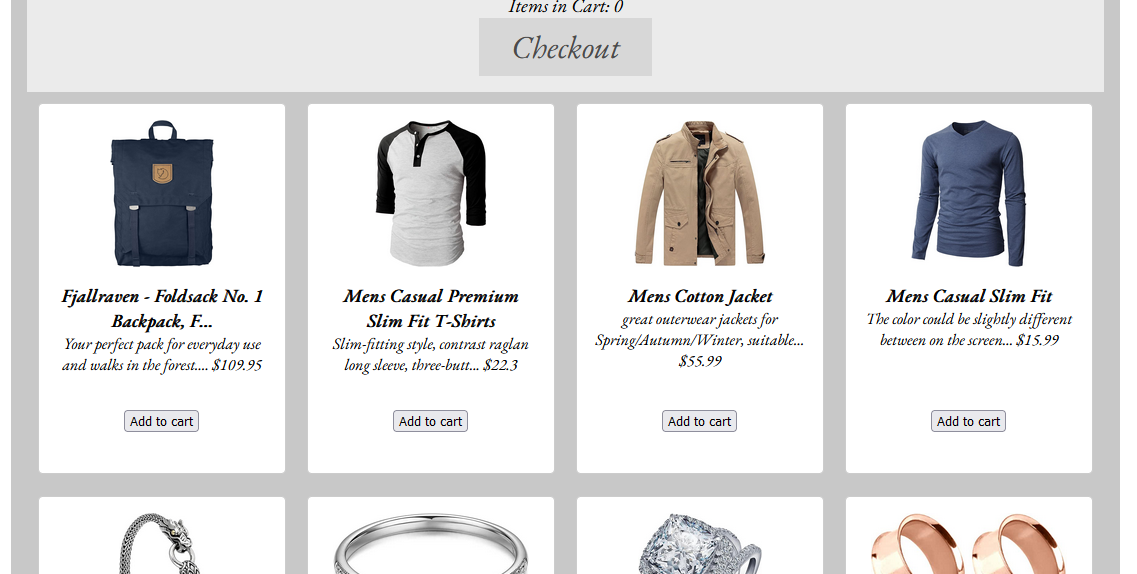 Items in Cart: 0
Checkout
Fjallraven - Foldsack No. 1
Backpack, F...
Your perfect pack for everyday use
and walks in the forest.... $109.95
Add to cart
Mens Casual Premium
Slim Fit T-Shirts
Slim-fitting style, contrast raglan
long sleeve, three-butt... $22.3
Add to cart
Mens Cotton Jacket
great outerwear jackets for
Spring/Autumn/Winter, suitable...
$55.99
Add to cart
Mens Casual Slim Fit
The color could be slightly different
between on the screen... $15.99
Add to cart